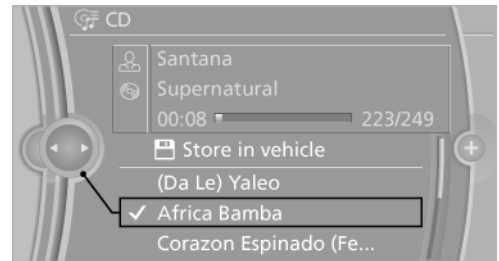 CD
Santana
Supernatural
00:08 223/249
Store in vehicle
(Da Le) Yaleo
Africa Bamba
Corazon Espinado (Fe...